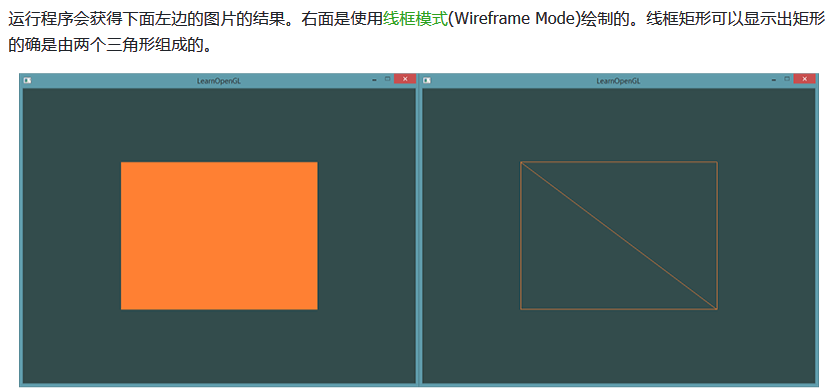 运行程序会获得下面左边的图片的结果。右面是使用线框模式(Wireframe Mode)绘制的。线框矩形可以显示出矩形
的确是由两个三角形组成的。
LearnOpenGL
LearnOpenGL